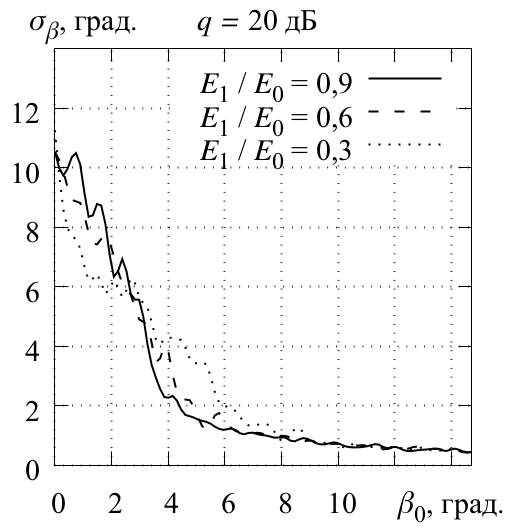 σβ, град. q = 20 дБ
E1 / E0 = 0,9
12
E1 / E0 = 0,6
E1 / E0 = 0,3
10
8
6
4
2
0
0 2 4 6 8 10 β0, град.